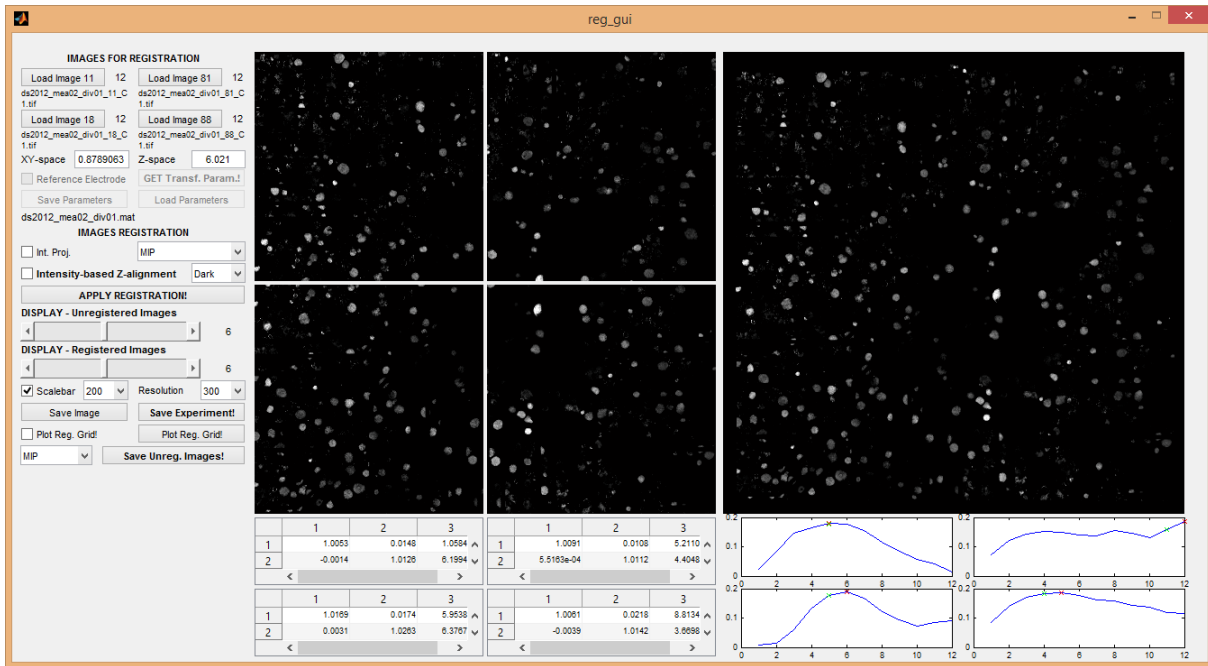 reg_gui
IMAGES FOR REGISTRATION
Load Image 11 12 Load Image 81 12
ds2012_mea02_div01_11_C ds2012_mea02_div01_81_C
1.tif 1.tif
Load Image 18 12 Load Image 88 12
ds2012_mea02_div01_18_C ds2012_mea02_div01_88_C
1.tif 1.tif
XY-space 0.8789063 Z-space 6.021
Reference Electrode GET Transf. Param.!
Save Parameters Load Parameters
ds2012_mea02_div01.mat
IMAGES REGISTRATION
Int. Proj. MIP
Intensity-based Z-alignment Dark
APPLY REGISTRATION!
DISPLAY - Unregistered Images
6
DISPLAY - Registered Images
6
Scalebar 200 Resolution 300
Save Image Save Experiment!
Plot Reg. Grid! Plot Reg. Grid!
MIP Save Unreg. Images!
1 2 3
1 1.0053 0.0148 1.0584
2 -0.0014 1.0126 6.1994
1 2 3
1 1.0091 0.0108 5.2110
2 5.5163e-04 1.0112 4.4048
1 2 3
1 1.0169 0.0174 5.9538
2 0.0031 1.0263 6.3767
1 2 3
1 1.0061 0.0218 8.8134
2 -0.0039 1.0142 3.6698
0.2
0.1
0
0 2 4 6 8 10 12
0.2
0.1
0
0 2 4 6 8 10 12
0.2
0.1
0
0 2 4 6 8 10 12
0.2
0.1
0
0 2 4 6 8 10 12